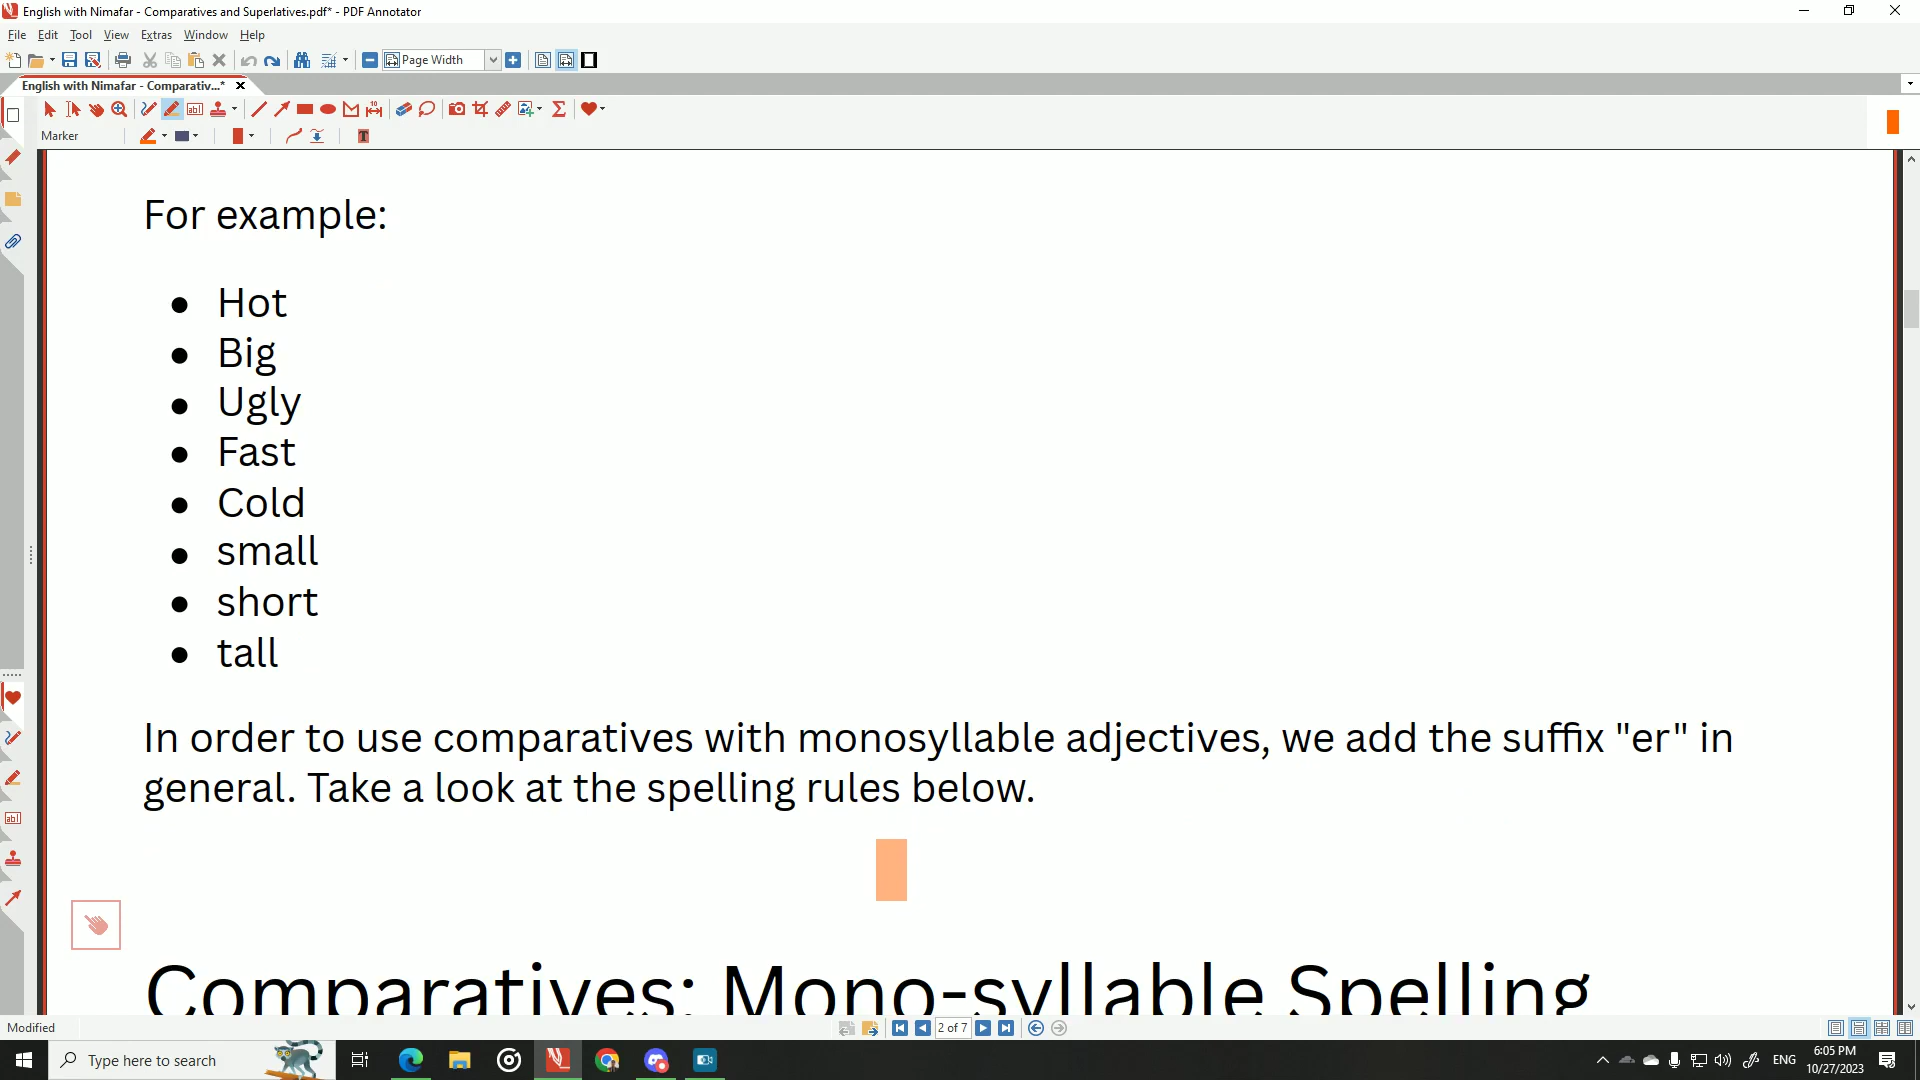 English with Nimafar - Comparatives and Superlatives.pdf* - PDF Annotator
File Edit Tool View Extras Window Help
Page Width
English with Nimafar - Comparativ...*
Marker
For example:
● Hot
● Big
● Ugly
● Fast
● Cold
● small
● short
● tall
In order to use comparatives with monosyllable adjectives, we add the suffix "er" in
general. Take a look at the spelling rules below.
Comparatives: Mono-syllable Spelling
Modified
2 of 7
Type here to search
ENG
6:05 PM
10/27/2023